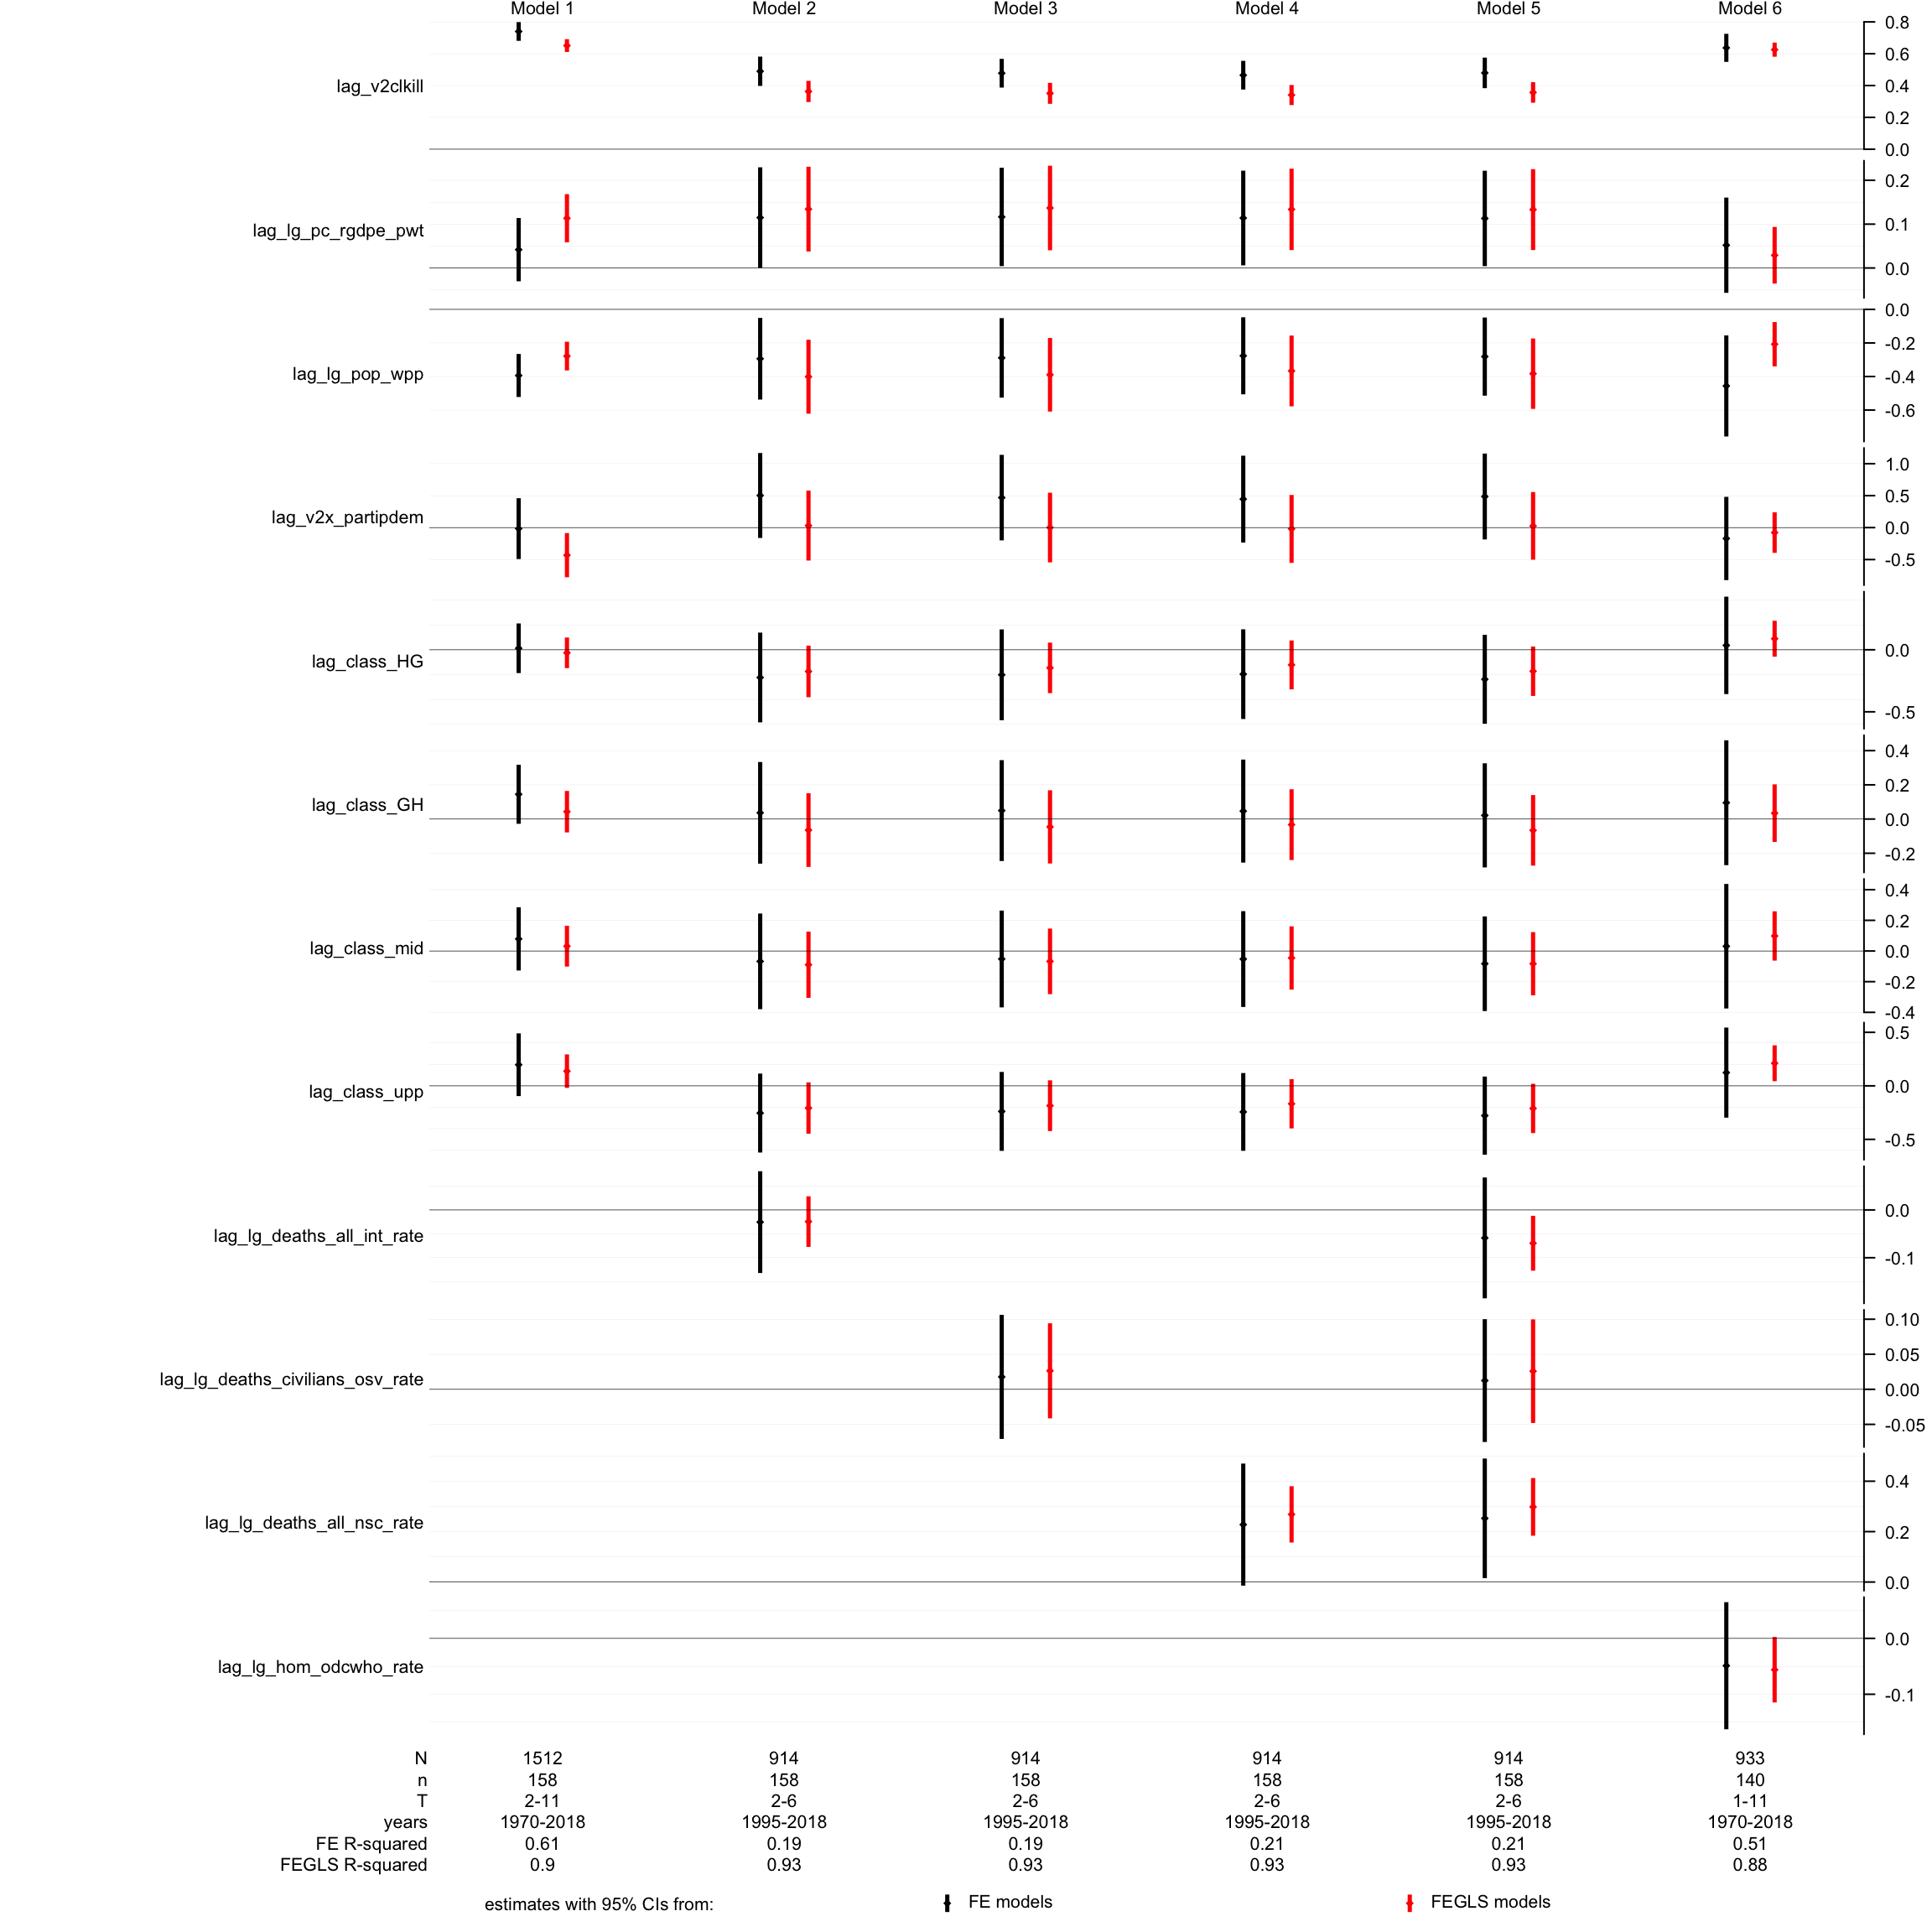 Model 1 Model 2 Model 3 Model 4 Model 5 Model 6
lag_v2clkill 0.8 0.6 0.4 0.2 0.0
lag_lg_pc_rgdpe_pwt 0.2 0.1 0.0
lag_lg_pop_wpp 0.0 -0.2 -0.4 -0.6
lag_v2x_partipdem 1.0 0.5 0.0 -0.5
lag_class_HG 0.0 -0.5
lag_class_GH 0.4 0.2 0.0 -0.2
lag_class_mid 0.4 0.2 0.0 -0.2 -0.4
lag_class_upp 0.5 0.0 -0.5
lag_lg_deaths_all_int_rate 0.0 -0.1
lag_lg_deaths_civilians_osv_rate 0.10 0.05 0.00 -0.05
lag_lg_deaths_all_nsc_rate 0.4 0.2 0.0
lag_lg_hom_odcwho_rate 0.0 -0.1
N 1512 914 914 914 914 933
n 158 158 158 158 158 140
T 2-11 2-6 2-6 2-6 2-6 1-11
years 1970-2018 1995-2018 1995-2018 1995-2018 1995-2018 1970-2018
FE R-squared 0.61 0.19 0.19 0.21 0.21 0.51
FEGLS R-squared 0.9 0.93 0.93 0.93 0.93 0.88
estimates with 95% CIs from: FE models FEGLS models